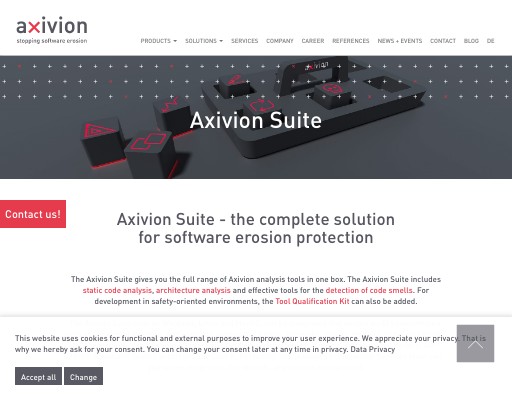 axivion
stopping software erosion
PRODUCTS SOLUTIONS SERVICES COMPANY CAREER REFERENCES NEWS + EVENTS CONTACT BLOG DE
axivion
Axivion Suite
Contact us!
Axivion Suite - the complete solution
for software erosion protection
The Axivion Suite gives you the full range of Axivion analysis tools in one box. The Axivion Suite includes
static code analysis, architecture analysis and effective tools for the detection of code smells. For
development in safety-oriented environments, the Tool Qualification Kit can also be added.
This website uses cookies for functional and external purposes to improve your user experience. We appreciate your privacy. That is
why we hereby ask for your consent. You can change your consent later at any time in privacy. Data Privacy
Accept all Change